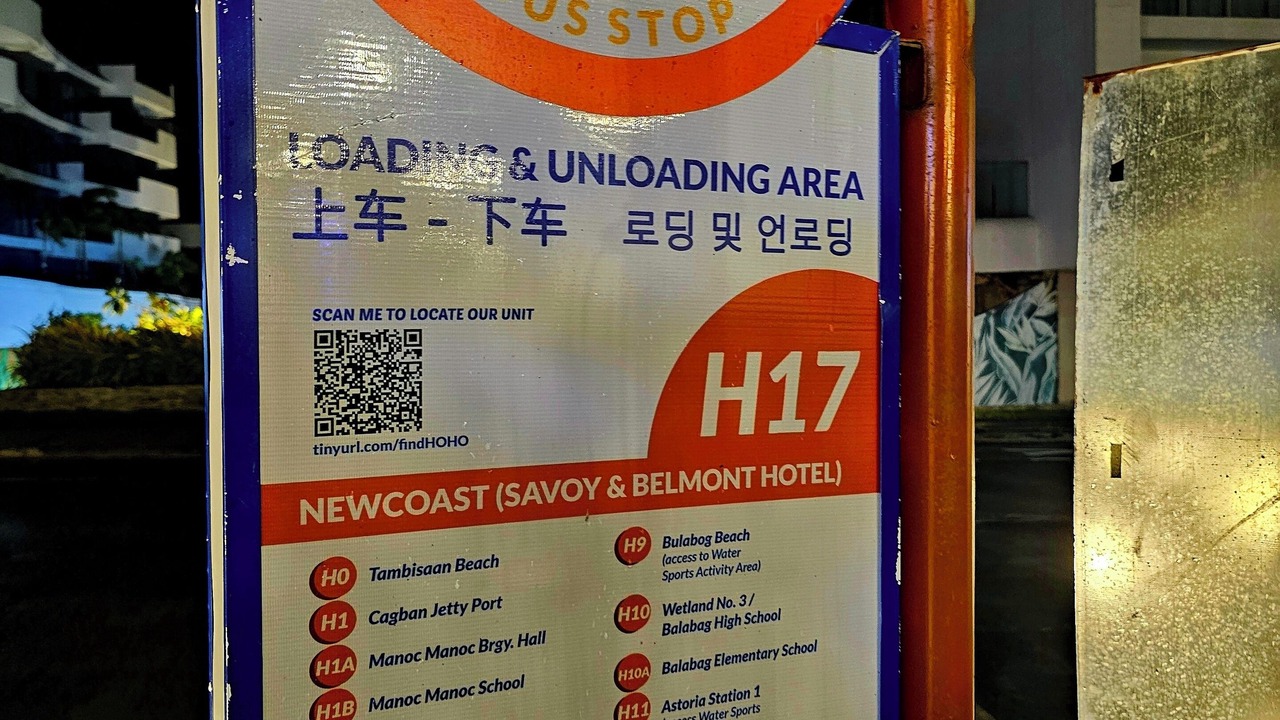 US STOP
LOADING & UNLOADING AREA
上车 - 下车 로딩 및 언로딩
SCAN ME TO LOCATE OUR UNIT
tinyurl.com/findHOHO
H17
NEWCOAST (SAVOY & BELMONT HOTEL)
H0 Tambisaan Beach
H1 Cagban Jetty Port
H1A Manoc Manoc Brgy. Hall
H1B Manoc Manoc School
H9 Bulabog Beach
(access to Water
Sports Activity Area)
H10 Wetland No. 3 /
Balabag High School
H10A Balabag Elementary School
H11 Astoria Station 1
Water Sports